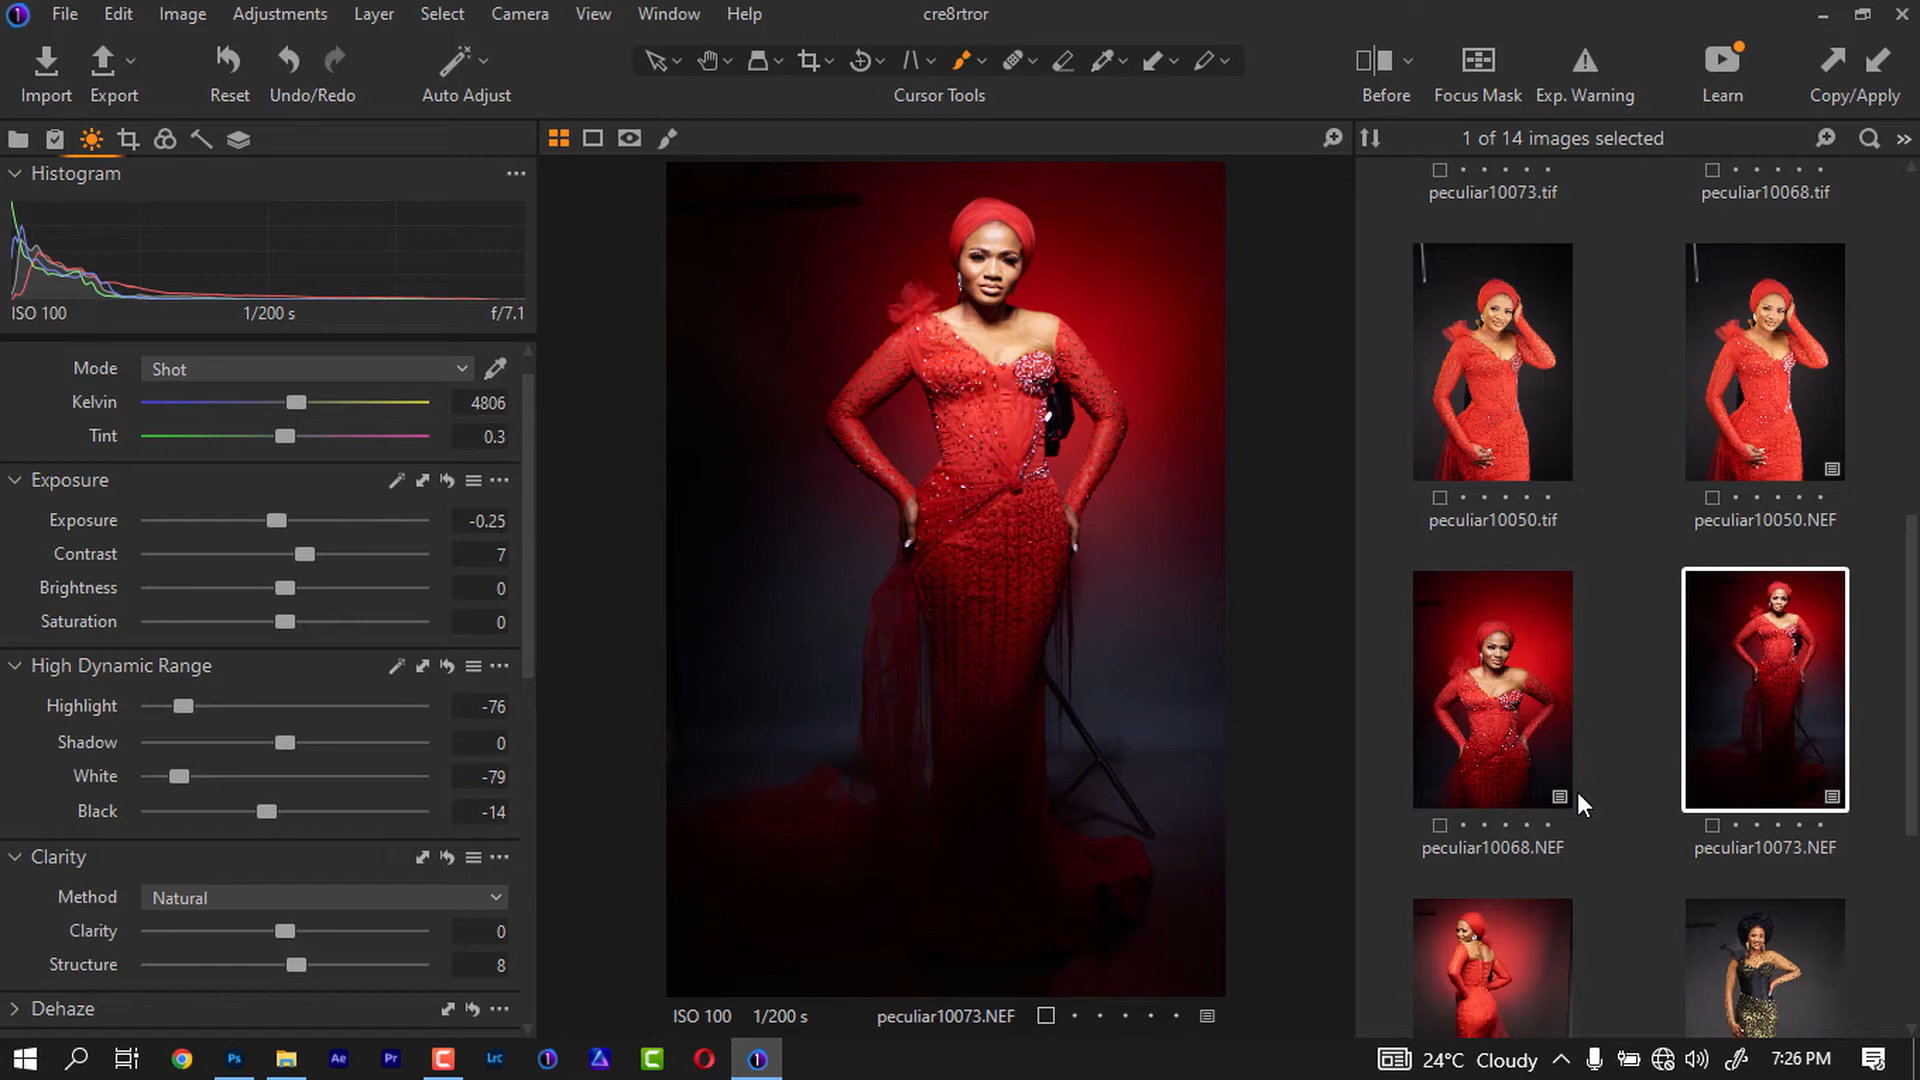 File Edit Image Adjustments Layer Select Camera View Window Help cre8rtror
Import Export Reset Undo/Redo Auto Adjust Cursor Tools Before Focus Mask Exp. Warning Learn Copy/Apply
1 of 14 images selected
Histogram
ISO 100 1/200 s f/7.1
Mode Shot
Kelvin 4806
Tint 0.3
Exposure
Exposure -0.25
Contrast 7
Brightness 0
Saturation 0
High Dynamic Range
Highlight -76
Shadow 0
White -79
Black -14
Clarity
Method Natural
Clarity 0
Structure 8
Dehaze
ISO 100 1/200 s peculiar10073.NEF
peculiar10073.tif peculiar10068.tif
peculiar10050.tif peculiar10050.NEF
peculiar10068.NEF peculiar10073.NEF
Ps Ae Pr Lrc 24°C Cloudy 7:26 PM